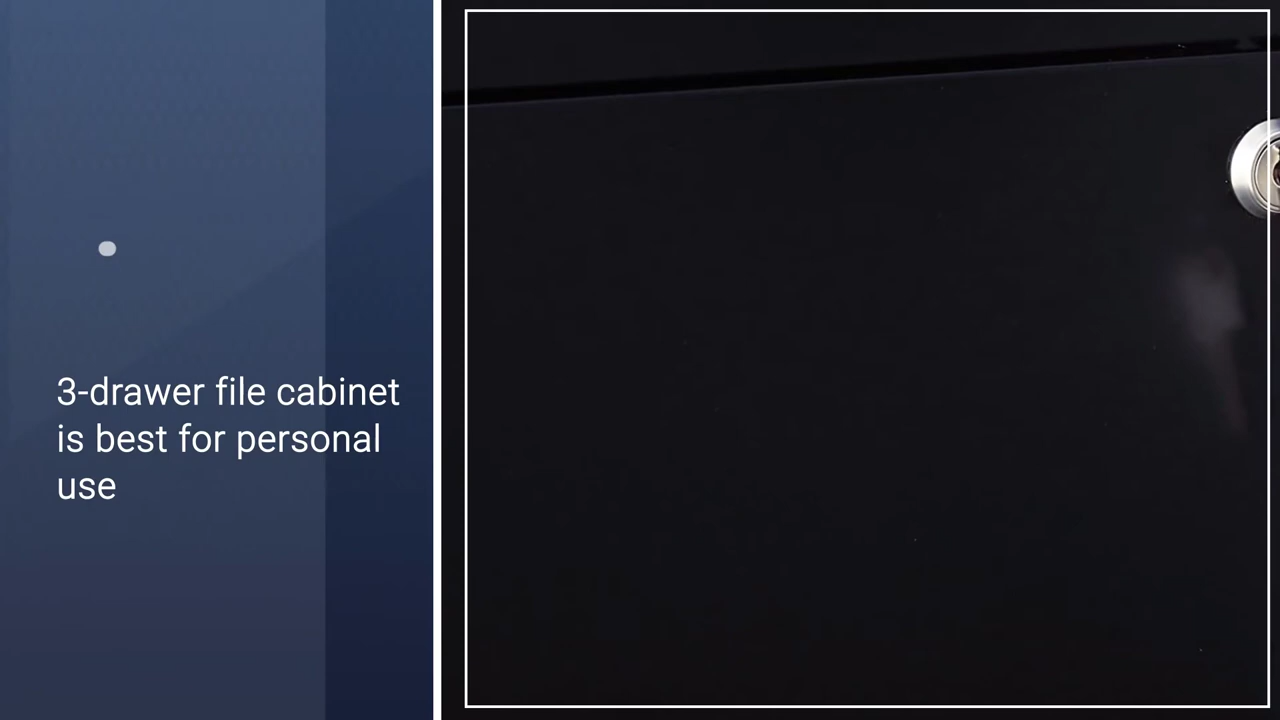 3-drawer file cabinet
is best for personal
use